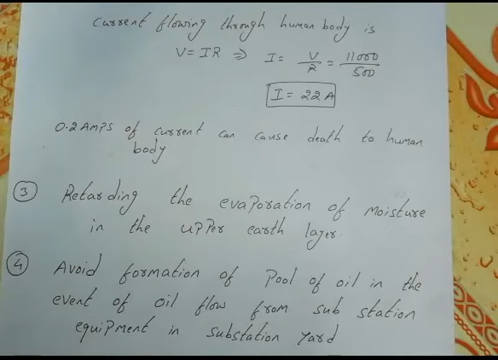 current flowing through human body is
V = IR ⇒ I = V/R = 11000/500
I = 22 A
0.2 AMPS of current can cause death to human
body
③ Retarding the evaporation of moisture
in the upper earth layer.
④ Avoid formation of Pool of oil in the
event of oil flow from sub station
equipment in substation yard